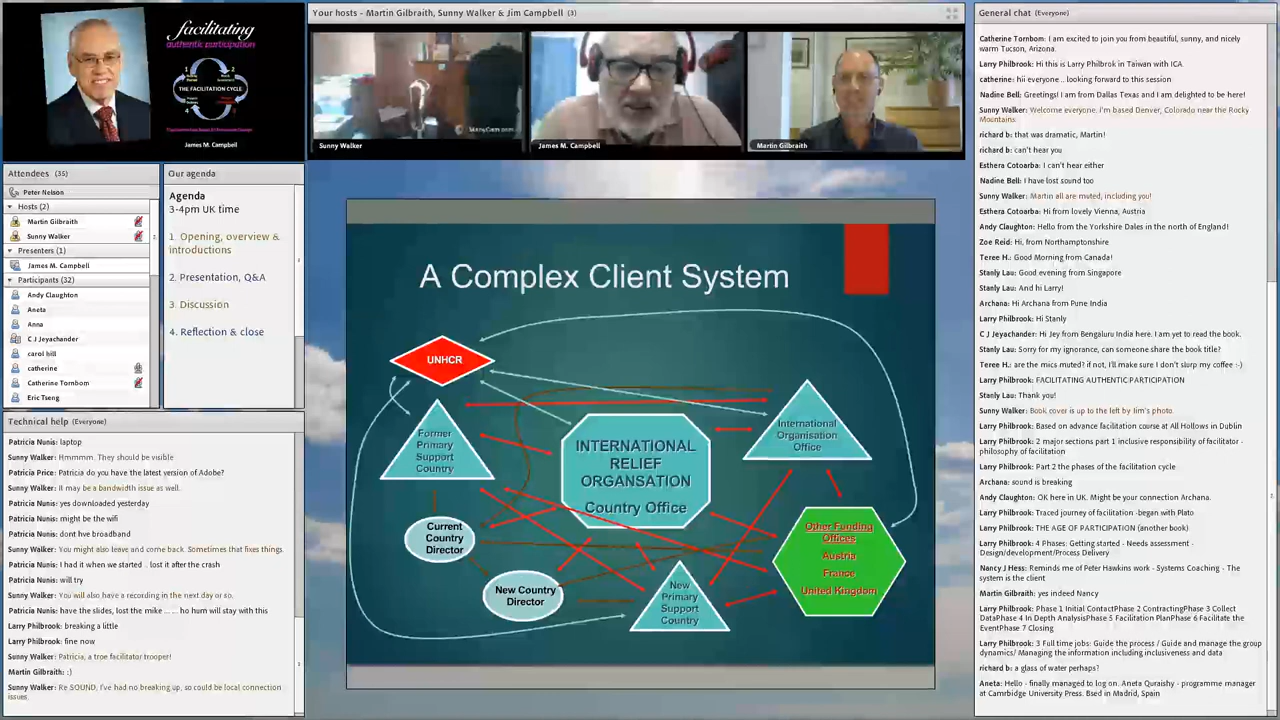 facilitating
authentic participation
THE FACILITATION CYCLE
James M. Campbell
Your hosts - Martin Gilbraith, Sunny Walker & Jim Campbell (3)
ManyCam.com
Sunny Walker
James M. Campbell
Martin Gilbraith
Attendees (35)
Peter Nelson
Hosts (2)
Martin Gilbraith
Sunny Walker
Presenters (1)
James M. Campbell
Participants (32)
Andy Claughton
Aneta
Anna
C J Jeyachander
carol hill
catherine
Catherine Tornbom
Eric Tseng
Our agenda
Agenda
3-4pm UK time
1. Opening, overview &
introductions
2. Presentation, Q&A
3. Discussion
4. Reflection & close
Technical help (Everyone)
Patricia Nunis: laptop
Sunny Walker: Hmmmm. They should be visible
Patricia Price: Patricia do you have the latest version of Adobe?
Sunny Walker: It may be a bandwidth issue as well.
Patricia Nunis: yes downloaded yesterday
Patricia Nunis: might be the wifi
Patricia Nunis: dont hve broadband
Sunny Walker: You might also leave and come back. Sometimes that fixes things.
Patricia Nunis: I had it when we started .. lost it after the crash
Patricia Nunis: will try
Sunny Walker: You will also have a recording in the next day or so.
Patricia Nunis: have the slides, lost the mike ... ... ho hum will stay with this
Larry Philbrook: breaking a little
Larry Philbrook: fine now
Sunny Walker: Patricia, a true facilitator trooper!
Martin Gilbraith: :)
Sunny Walker: Re SOUND, I've had no breaking up, so could be local connection
issues.
A Complex Client System
UNHCR
Former
Primary
Support
Country
INTERNATIONAL
RELIEF
ORGANSATION
Country Office
International
Organisation
Office
Current
Country
Director
New Country
Director
New
Primary
Support
Country
Other Funding
Offices
Austria
France
United Kingdom
General chat (Everyone)
Catherine Tornbom: I am excited to join you from beautiful, sunny, and nicely
warm Tucson, Arizona.
Larry Philbrook: Hi this is Larry Philbrok in Taiwan with ICA
catherine: hii everyone .. looking forward to this session
Nadine Bell: Greetings! I am from Dallas Texas and I am delighted to be here!
Sunny Walker: Welcome everyone. I'm based Denver, Colorado near the Rocky
Mountains.
richard b: that was dramatic, Martin!
richard b: can't hear you
Esthera Cotoarba: I can't hear either
Nadine Bell: I have lost sound too
Sunny Walker: Martin all are muted, including you!
Esthera Cotoarba: Hi from lovely Vienna, Austria
Andy Claughton: Hello from the Yorkshire Dales in the north of England!
Zoe Reid: Hi, from Northamptonshire
Teree H.: Good Morning from Canada!
Stanly Lau: Good evening from Singapore
Stanly Lau: And hi Larry!
Archana: Hi Archana from Pune India
Larry Philbrook: Hi Stanly
C J Jeyachander: Hi Jey from Bengaluru India here. I am yet to read the book.
Stanly Lau: Sorry for my ignorance, can someone share the book title?
Teree H.: are the mics muted? if not, I'll make sure I don't slurp my coffee :-)
Larry Philbrook: FACILITATING AUTHENTIC PARTICIPATION
Stanly Lau: Thank you!
Sunny Walker: Book cover is up to the left by Jim's photo.
Larry Philbrook: Based on advance facilitation course at All Hollows in Dublin
Larry Philbrook: 2 major sections part 1 inclusive responsibility of facilitator -
philosophy of facilitation
Larry Philbrook: Part 2 the phases of the facilitation cycle
Archana: sound is breaking
Andy Claughton: OK here in UK. Might be your connection Archana.
Larry Philbrook: Traced journey of facilitation -began with Plato
Larry Philbrook: THE AGE OF PARTICIPATION (another book)
Larry Philbrook: 4 Phases: Getting started - Needs assessment -
Design/development/Process Delivery
Nancy J Hess: Reminds me of Peter Hawkins work - Systems Coaching - The
system is the client
Martin Gilbraith: yes indeed Nancy
Larry Philbrook: Phase 1 Initial ContactPhase 2 ContractingPhase 3 Collect
DataPhase 4 In Depth AnalysisPhase 5 Facilitation PlanPhase 6 Facilitate the
EventPhase 7 Closing
Larry Philbrook: 3 Full time jobs: Guide the process / Guide and manage the group
dynamics/ Managing the information including inclusiveness and data
richard b: a glass of water perhaps?
Aneta: Hello - finally managed to log on. Aneta Quraishy - programme manager
at Cambridge University Press. Bsed in Madrid, Spain